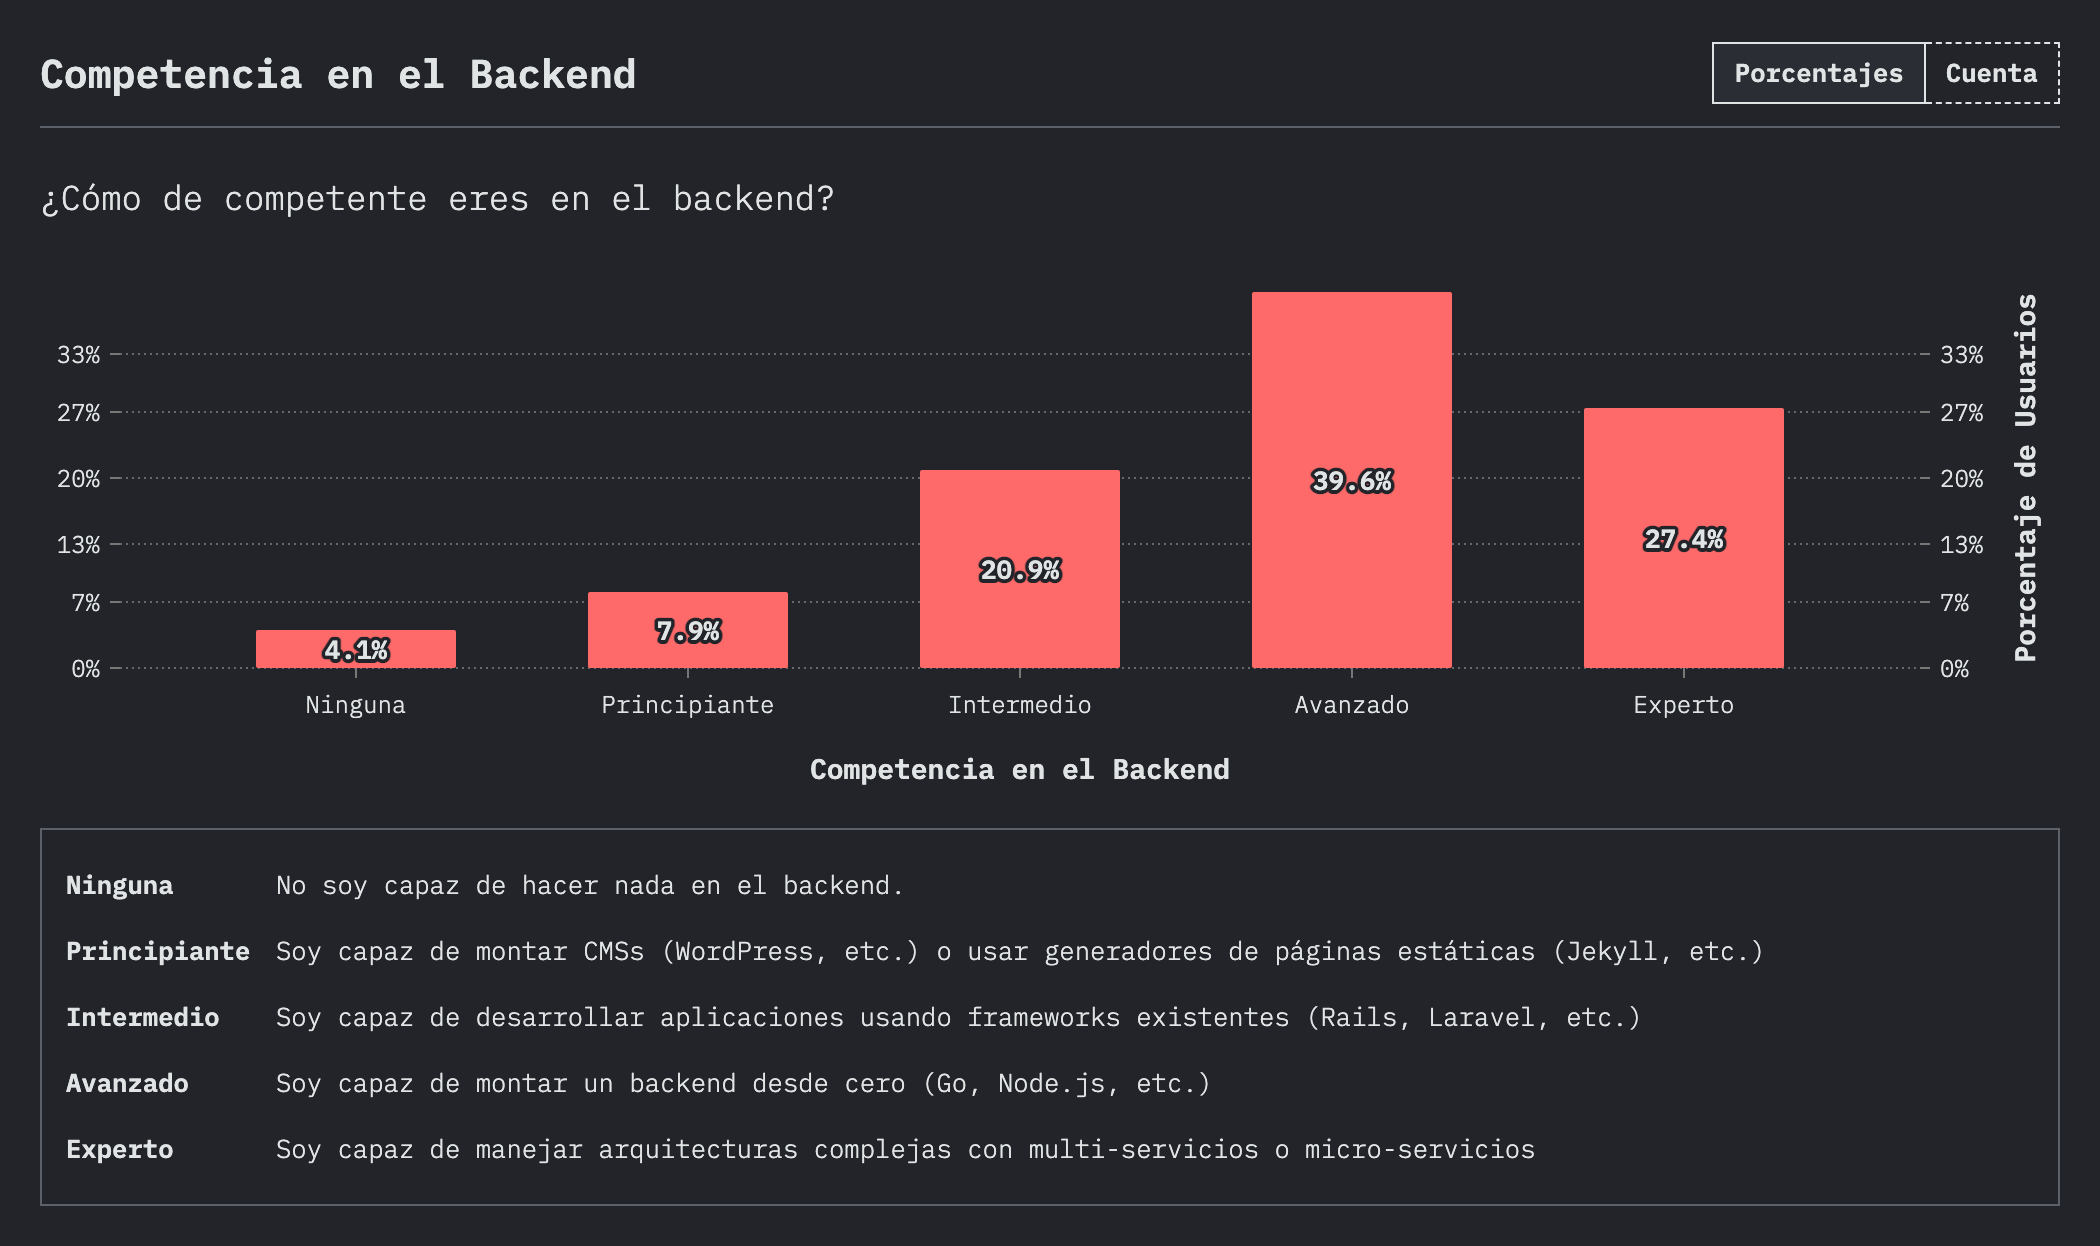 Competencia en el Backend
Porcentajes Cuenta
¿Cómo de competente eres en el backend?
33% 33%
27% 27%
20% 20%
13% 13%
7% 7%
0% 0%
4.1% 7.9% 20.9% 39.6% 27.4%
Porcentaje de Usuarios
Ninguna Principiante Intermedio Avanzado Experto
Competencia en el Backend
Ninguna No soy capaz de hacer nada en el backend.
Principiante Soy capaz de montar CMSs (WordPress, etc.) o usar generadores de páginas estáticas (Jekyll, etc.)
Intermedio Soy capaz de desarrollar aplicaciones usando frameworks existentes (Rails, Laravel, etc.)
Avanzado Soy capaz de montar un backend desde cero (Go, Node.js, etc.)
Experto Soy capaz de manejar arquitecturas complejas con multi-servicios o micro-servicios